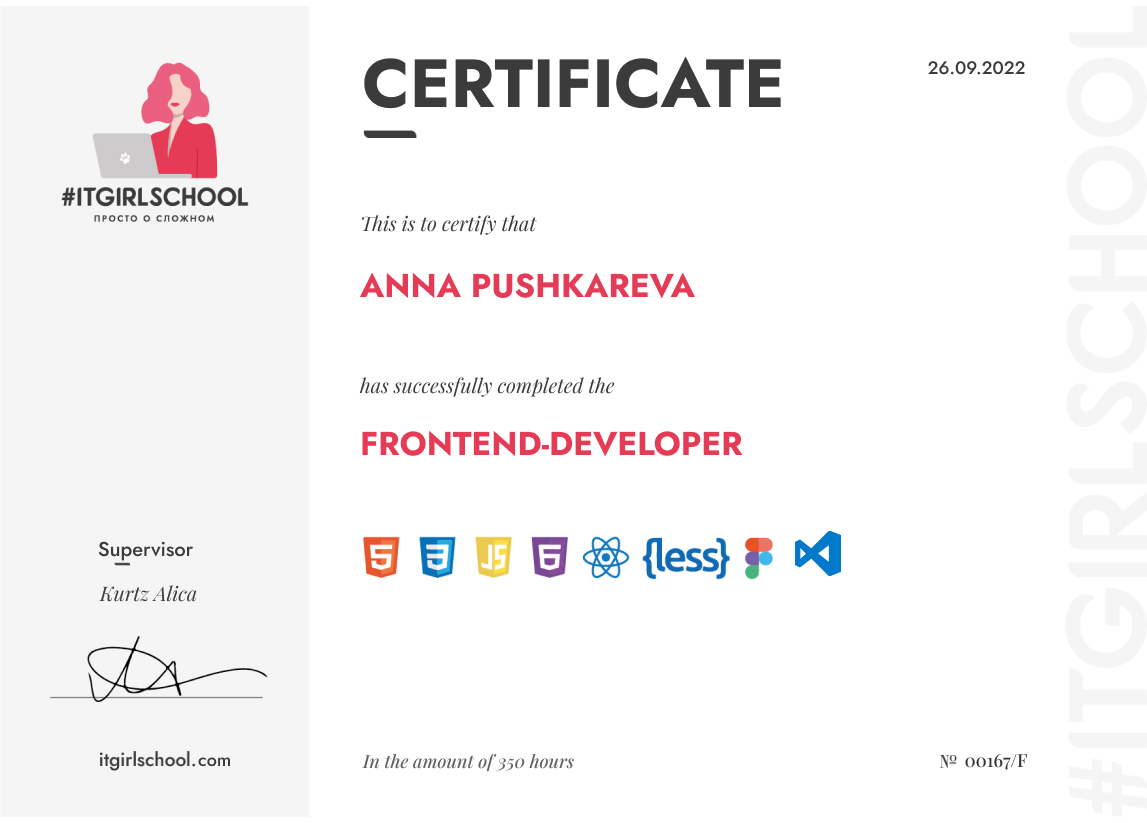 #ITGIRLSCHOOL
ПРОСТО О СЛОЖНОМ
CERTIFICATE
26.09.2022
This is to certify that
ANNA PUSHKAREVA
has successfully completed the
FRONTEND-DEVELOPER
5 3 JS 6 {less}
Supervisor
Kurtz Alica
itgirlschool.com
In the amount of 350 hours
№ 00167/F
#ITGIRLSCHOOL